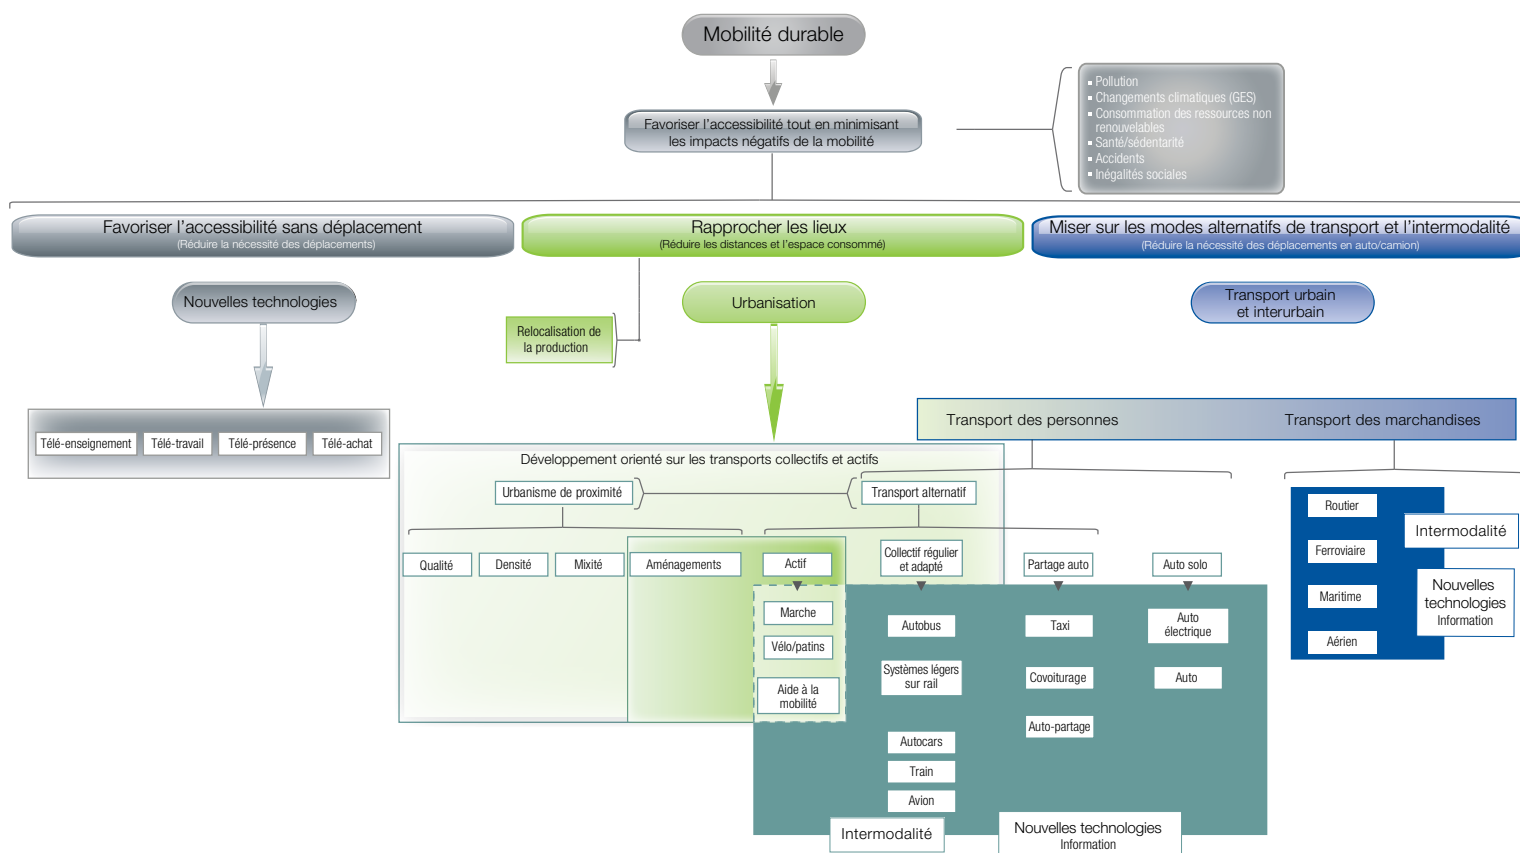 Mobilité durable
Favoriser l'accessibilité tout en minimisant
les impacts négatifs de la mobilité
▪ Pollution
▪ Changements climatiques (GES)
▪ Consommation des ressources non
renouvelables
▪ Santé/sédentarité
▪ Accidents
▪ Inégalités sociales
Favoriser l'accessibilité sans déplacement
(Réduire la nécessité des déplacements)
Rapprocher les lieux
(Réduire les distances et l'espace consommé)
Miser sur les modes alternatifs de transport et l'intermodalité
(Réduire la nécessité des déplacements en auto/camion)
Nouvelles technologies
Urbanisation
Transport urbain
et interurbain
Relocalisation de
la production
Télé-enseignement
Télé-travail
Télé-présence
Télé-achat
Transport des personnes
Transport des marchandises
Développement orienté sur les transports collectifs et actifs
Urbanisme de proximité
Transport alternatif
Qualité
Densité
Mixité
Aménagements
Actif
Collectif régulier
et adapté
Partage auto
Auto solo
Marche
Vélo/patins
Aide à la
mobilité
Autobus
Systèmes légers
sur rail
Autocars
Train
Avion
Taxi
Covoiturage
Auto-partage
Auto
électrique
Auto
Intermodalité
Nouvelles technologies
Information
Routier
Ferroviaire
Maritime
Aérien
Intermodalité
Nouvelles
technologies
Information